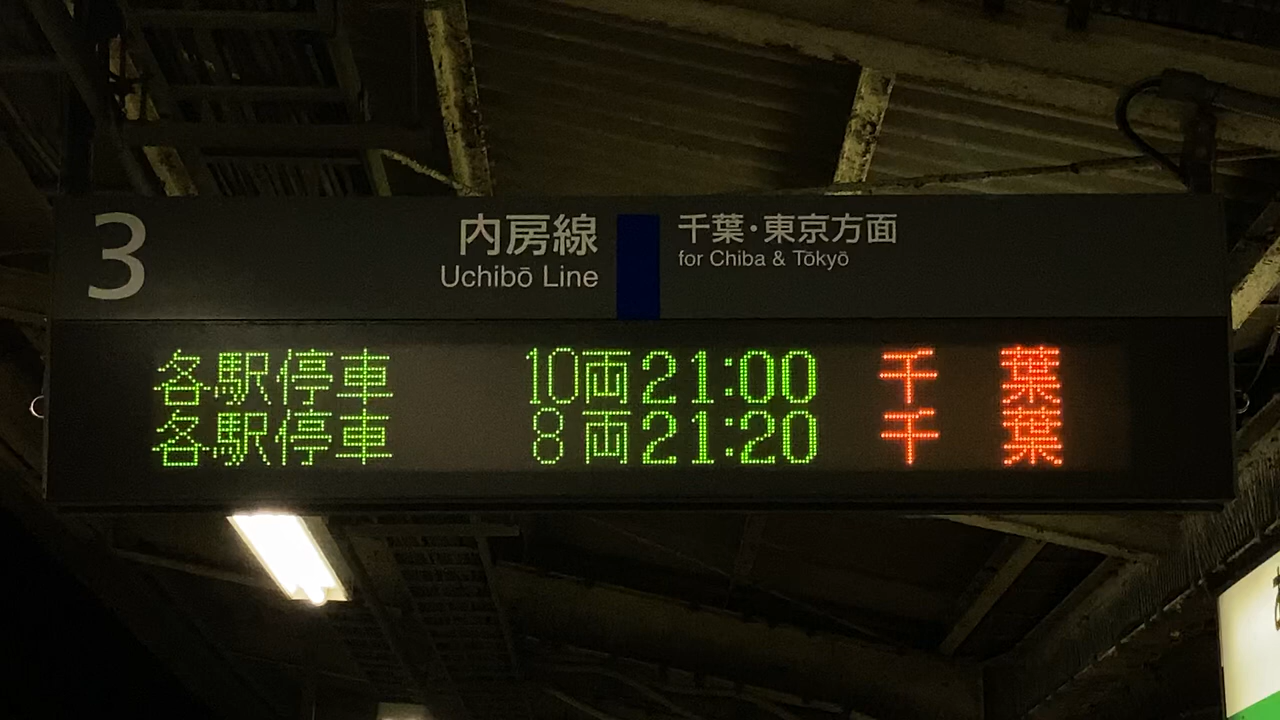 3
内房線
Uchibō Line
千葉・東京方面
for Chiba & Tōkyō
各駅停車 10両 21:00 千葉
各駅停車 8両 21:20 千葉